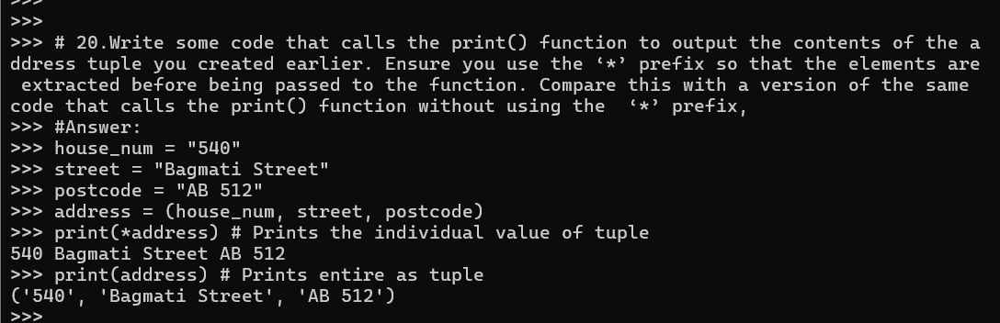 >>>
>>>
>>> # 20.Write some code that calls the print() function to output the contents of the a
ddress tuple you created earlier. Ensure you use the ‘*’ prefix so that the elements are
 extracted before being passed to the function. Compare this with a version of the same
code that calls the print() function without using the  ‘*’ prefix,
>>> #Answer:
>>> house_num = "540"
>>> street = "Bagmati Street"
>>> postcode = "AB 512"
>>> address = (house_num, street, postcode)
>>> print(*address) # Prints the individual value of tuple
540 Bagmati Street AB 512
>>> print(address) # Prints entire as tuple
('540', 'Bagmati Street', 'AB 512')
>>>